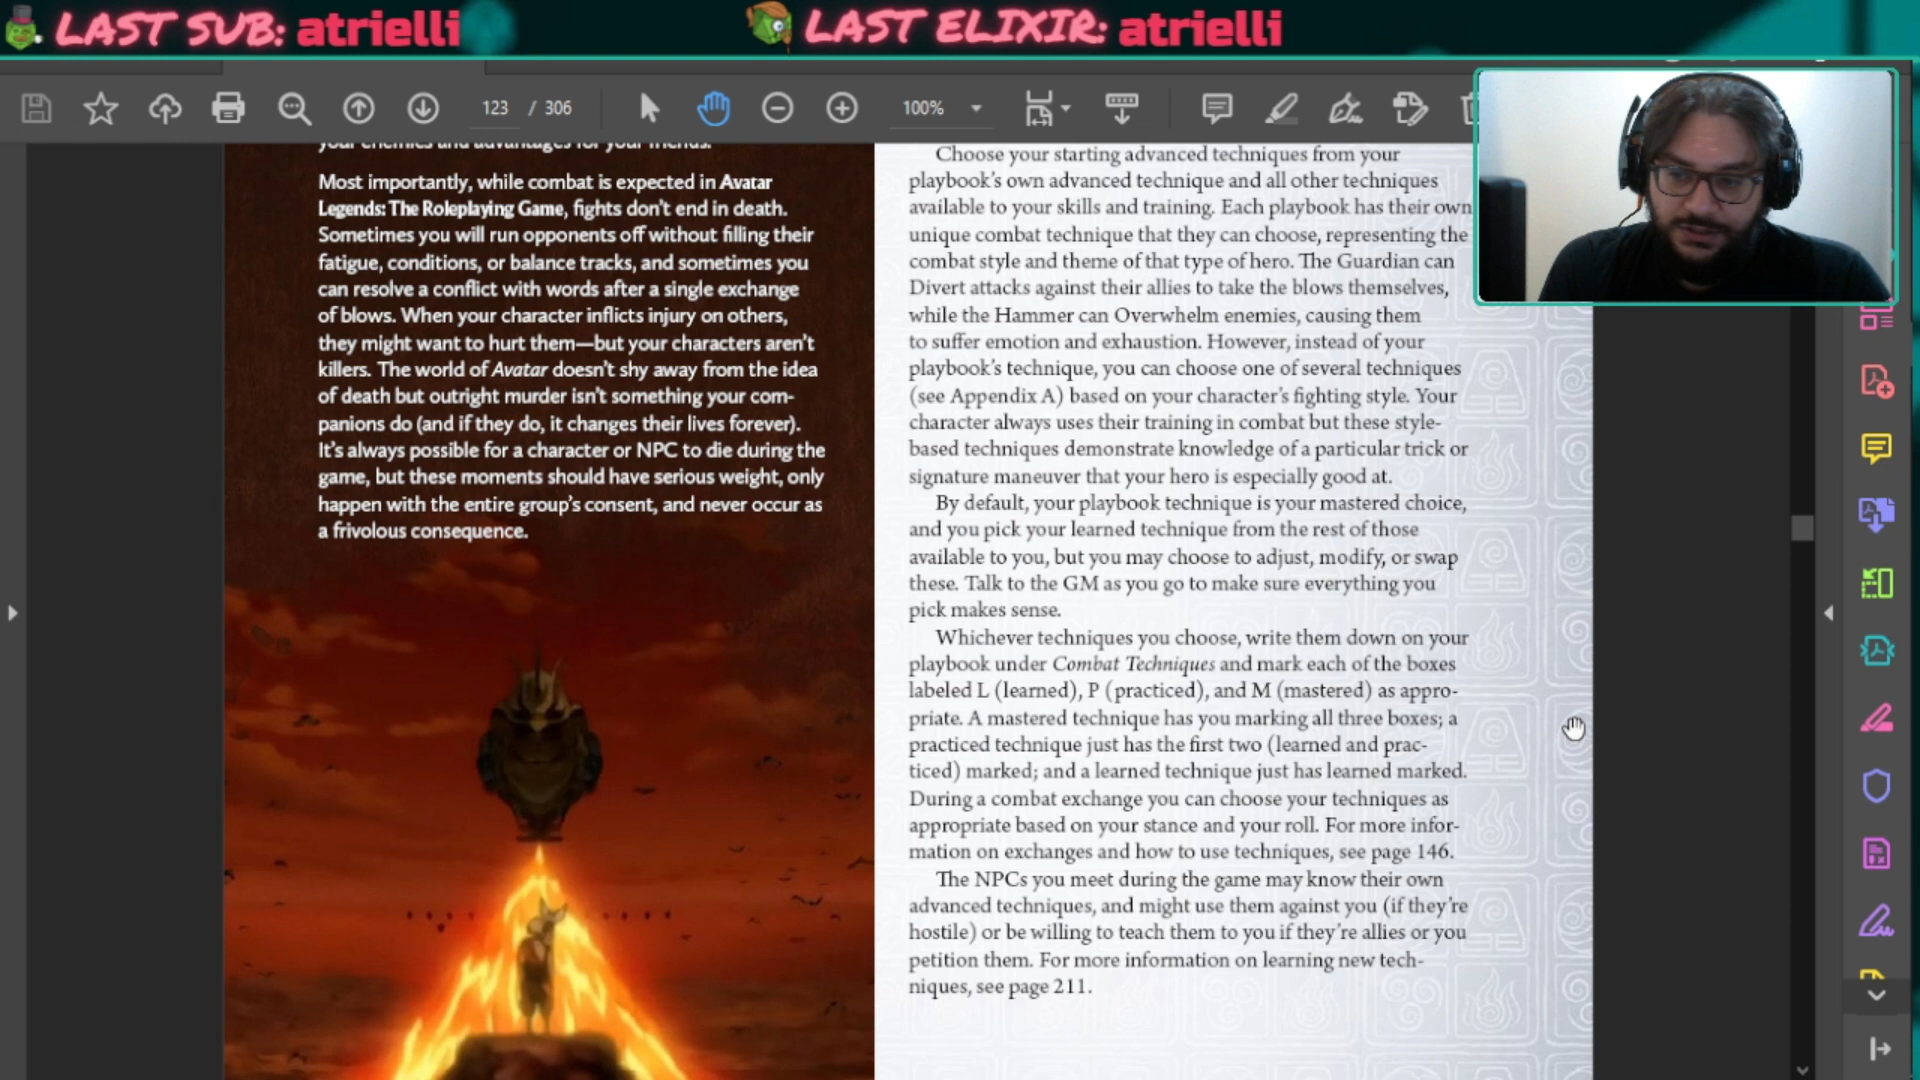 LAST SUB: atrielli
LAST ELIXIR: atrielli
123 / 306
100%
your enemies and advantages for your friends.
Most importantly, while combat is expected in Avatar
Legends: The Roleplaying Game, fights don't end in death.
Sometimes you will run opponents off without filling their
fatigue, conditions, or balance tracks, and sometimes you
can resolve a conflict with words after a single exchange
of blows. When your character inflicts injury on others,
they might want to hurt them—but your characters aren't
killers. The world of Avatar doesn't shy away from the idea
of death but outright murder isn't something your com-
panions do (and if they do, it changes their lives forever).
It's always possible for a character or NPC to die during the
game, but these moments should have serious weight, only
happen with the entire group's consent, and never occur as
a frivolous consequence.
Choose your starting advanced techniques from your
playbook's own advanced technique and all other techniques
available to your skills and training. Each playbook has their own
unique combat technique that they can choose, representing the
combat style and theme of that type of hero. The Guardian can
Divert attacks against their allies to take the blows themselves,
while the Hammer can Overwhelm enemies, causing them
to suffer emotion and exhaustion. However, instead of your
playbook's technique, you can choose one of several techniques
(see Appendix A) based on your character's fighting style. Your
character always uses their training in combat but these style-
based techniques demonstrate knowledge of a particular trick or
signature maneuver that your hero is especially good at.
By default, your playbook technique is your mastered choice,
and you pick your learned technique from the rest of those
available to you, but you may choose to adjust, modify, or swap
these. Talk to the GM as you go to make sure everything you
pick makes sense.
Whichever techniques you choose, write them down on your
playbook under Combat Techniques and mark each of the boxes
labeled L (learned), P (practiced), and M (mastered) as appro-
priate. A mastered technique has you marking all three boxes; a
practiced technique just has the first two (learned and prac-
ticed) marked; and a learned technique just has learned marked.
During a combat exchange you can choose your techniques as
appropriate based on your stance and your roll. For more infor-
mation on exchanges and how to use techniques, see page 146.
The NPCs you meet during the game may know their own
advanced techniques, and might use them against you (if they're
hostile) or be willing to teach them to you if they're allies or you
petition them. For more information on learning new tech-
niques, see page 211.